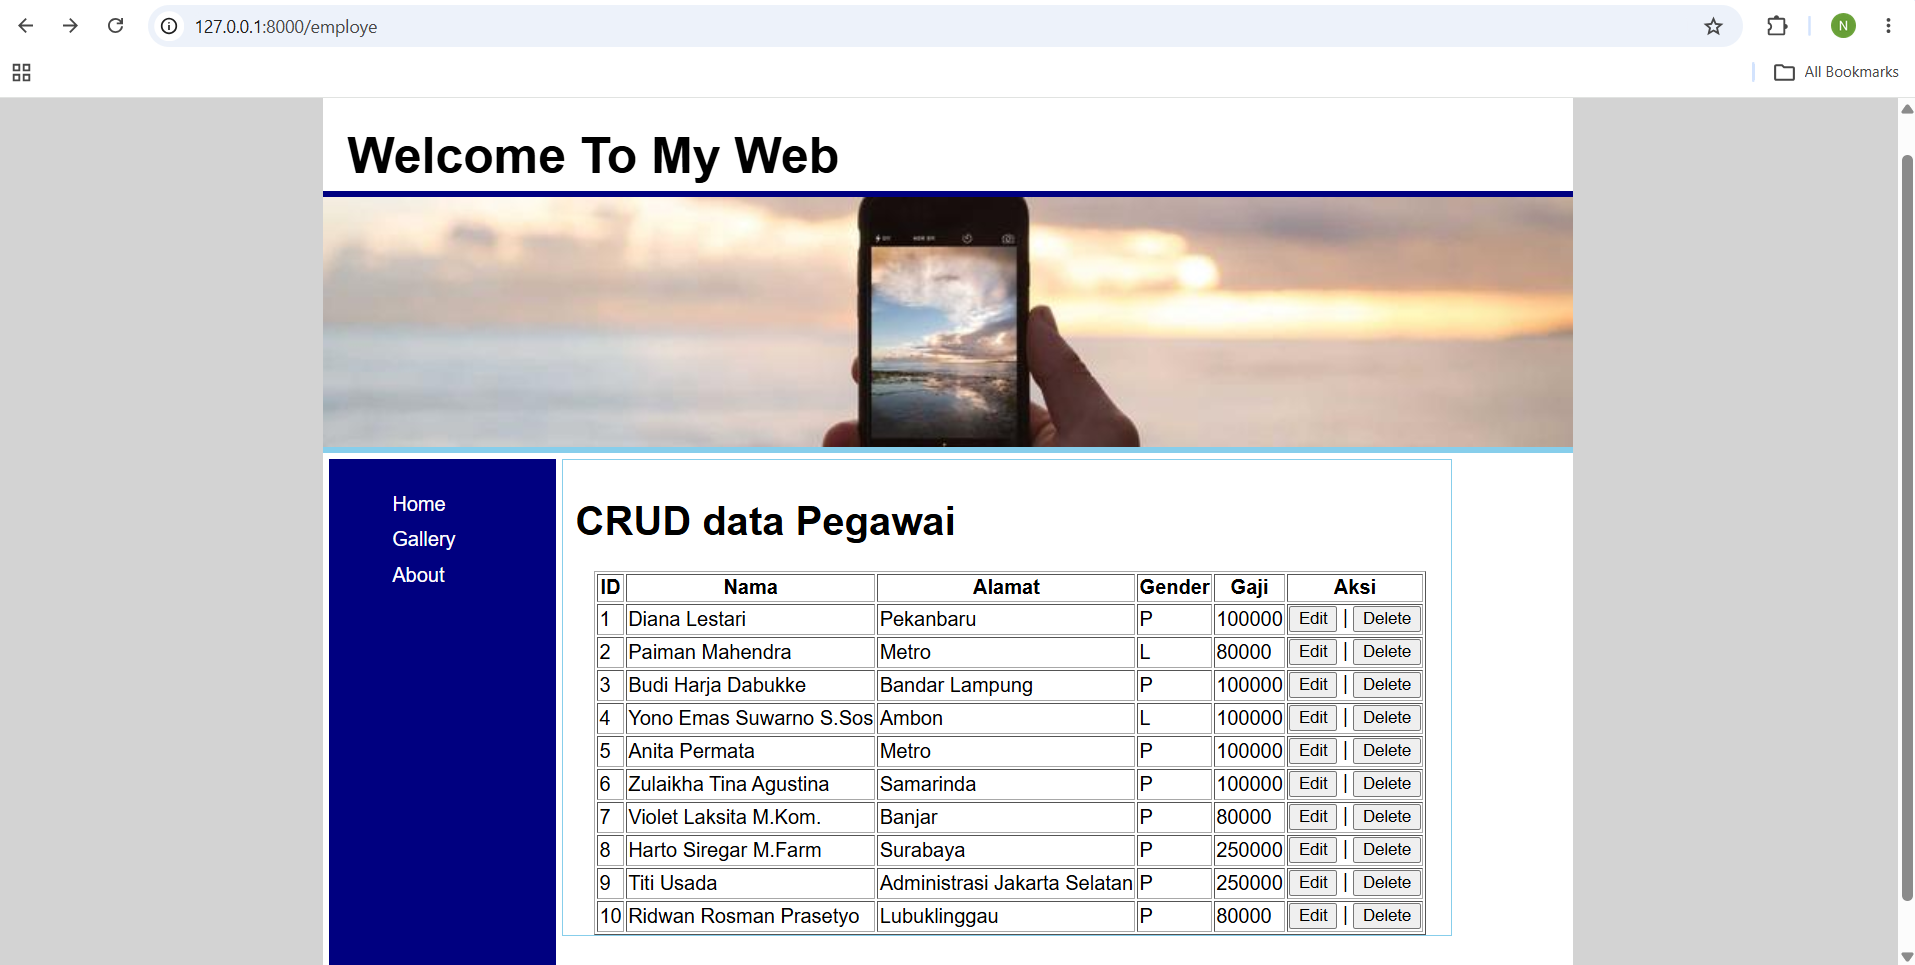 127.0.0.1:8000/employe
N
All Bookmarks
Welcome To My Web
Home
Gallery
About
CRUD data Pegawai
ID Nama Alamat Gender Gaji Aksi
1 Diana Lestari Pekanbaru P 100000 Edit | Delete
2 Paiman Mahendra Metro L 80000 Edit | Delete
3 Budi Harja Dabukke Bandar Lampung P 100000 Edit | Delete
4 Yono Emas Suwarno S.Sos Ambon L 100000 Edit | Delete
5 Anita Permata Metro P 100000 Edit | Delete
6 Zulaikha Tina Agustina Samarinda P 100000 Edit | Delete
7 Violet Laksita M.Kom. Banjar P 80000 Edit | Delete
8 Harto Siregar M.Farm Surabaya P 250000 Edit | Delete
9 Titi Usada Administrasi Jakarta Selatan P 250000 Edit | Delete
10 Ridwan Rosman Prasetyo Lubuklinggau P 80000 Edit | Delete